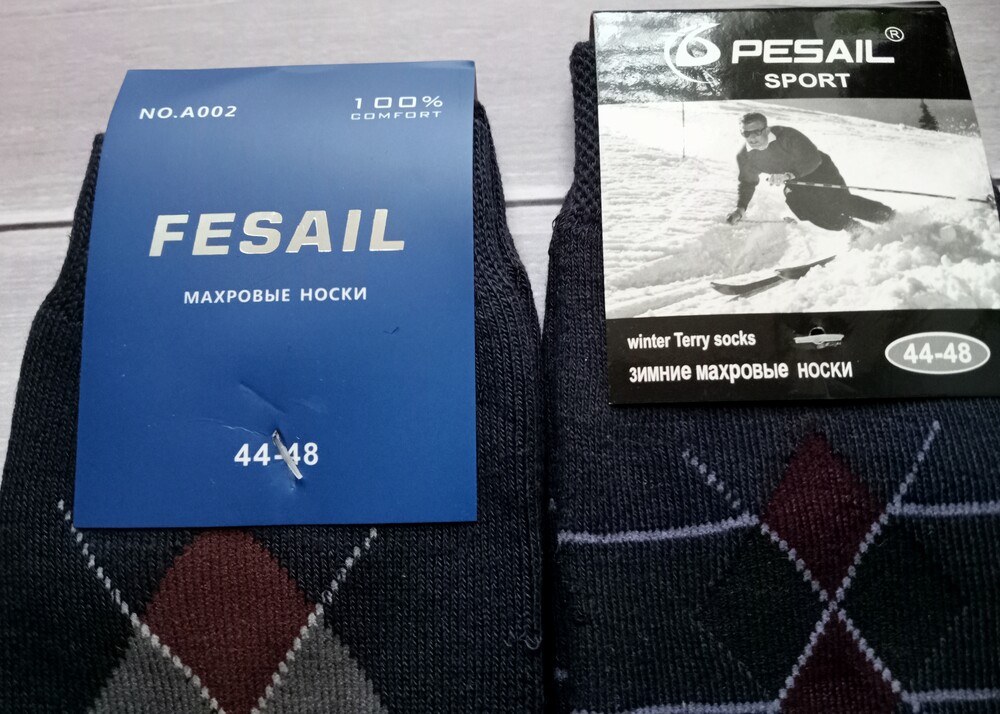 NO.A002
100%
COMFORT
FESAIL
МАХРОВЫЕ НОСКИ
44-48
PESAIL®
SPORT
winter Terry socks
зимние махровые носки
44-48